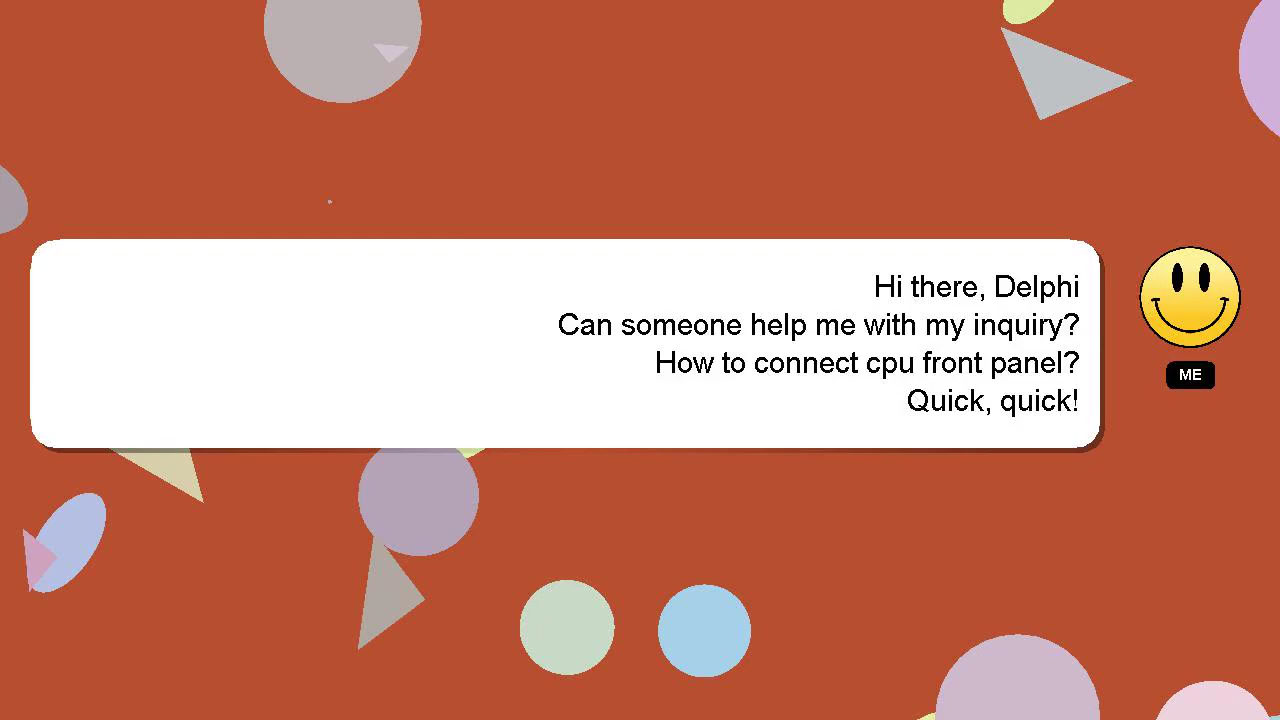 Hi there, Delphi
Can someone help me with my inquiry?
How to connect cpu front panel?
Quick, quick!
ME